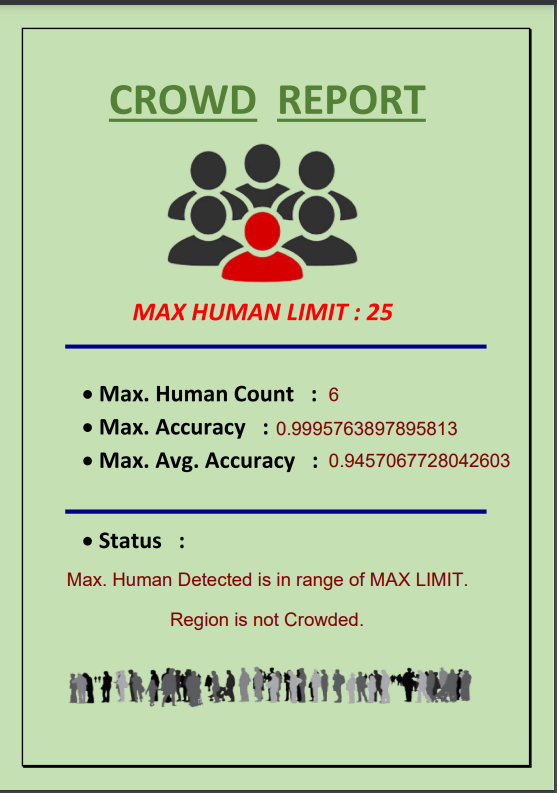 CROWD REPORT
MAX HUMAN LIMIT : 25
• Max. Human Count : 6
• Max. Accuracy : 0.9995763897895813
• Max. Avg. Accuracy : 0.9457067728042603
• Status :
Max. Human Detected is in range of MAX LIMIT.
Region is not Crowded.